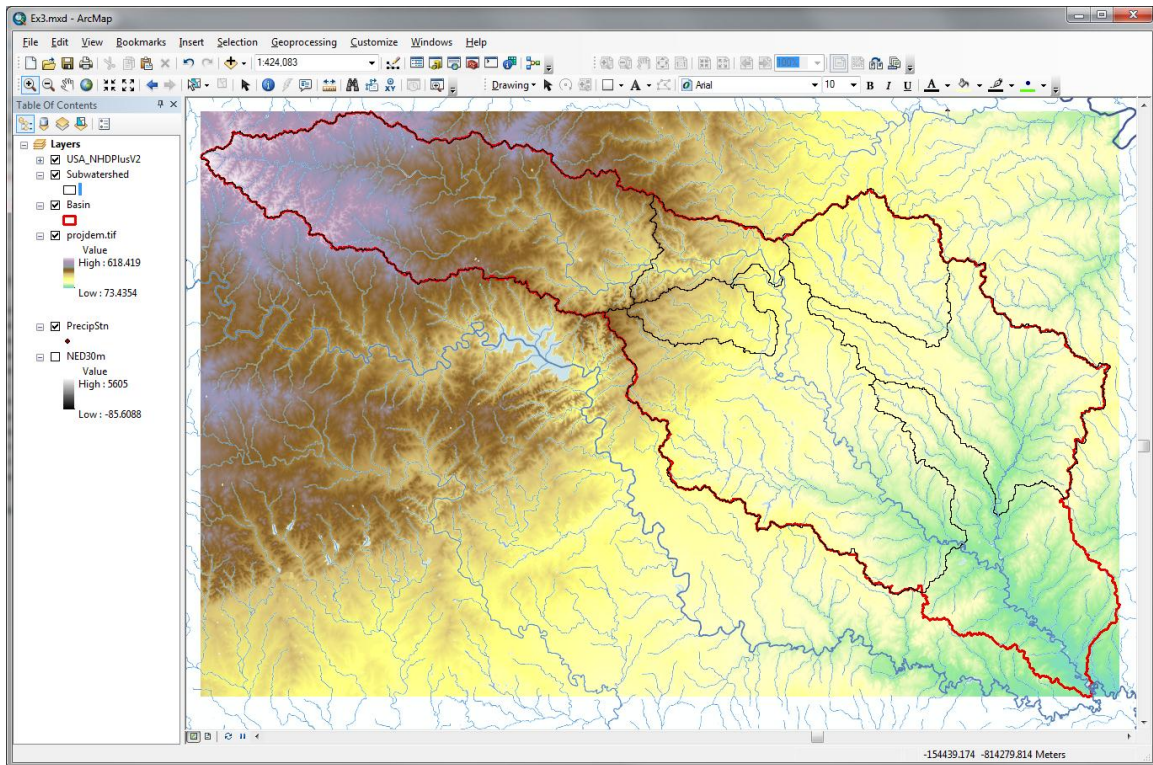 Ex3.mxd - ArcMap
File Edit View Bookmarks Insert Selection Geoprocessing Customize Windows Help
1:424,083
100%
Drawing
Arial
10
B I U A
Table Of Contents
Layers
USA_NHDPlusV2
Subwatershed
Basin
projdem.tif
Value
High : 618.419
Low : 73.4354
PrecipStn
NED30m
Value
High : 5605
Low : -85.6088
-154439.174 -814279.814 Meters